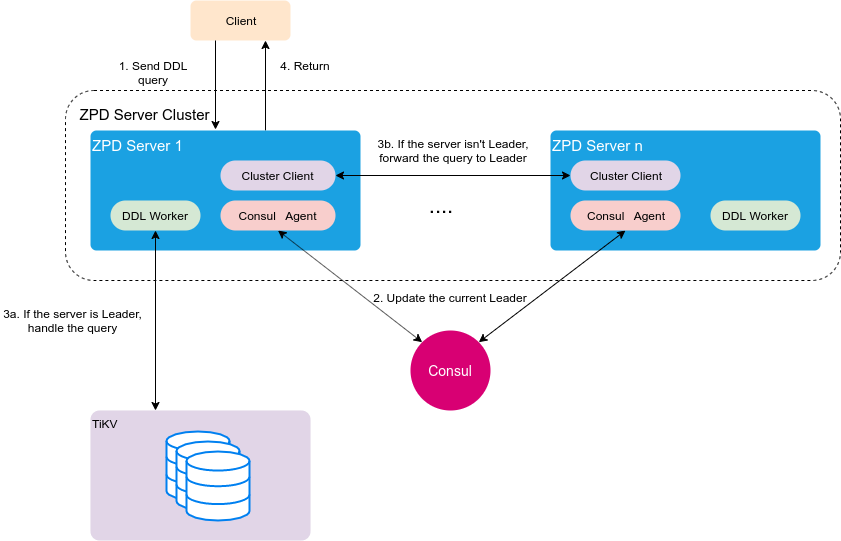 Client
1. Send DDL
query
4. Return
ZPD Server Cluster
ZPD Server 1
3b. If the server isn't Leader,
forward the query to Leader
ZPD Server n
Cluster Client
Cluster Client
DDL Worker
Consul Agent
....
Consul Agent
DDL Worker
2. Update the current Leader
3a. If the server is Leader,
handle the query
Consul
TiKV